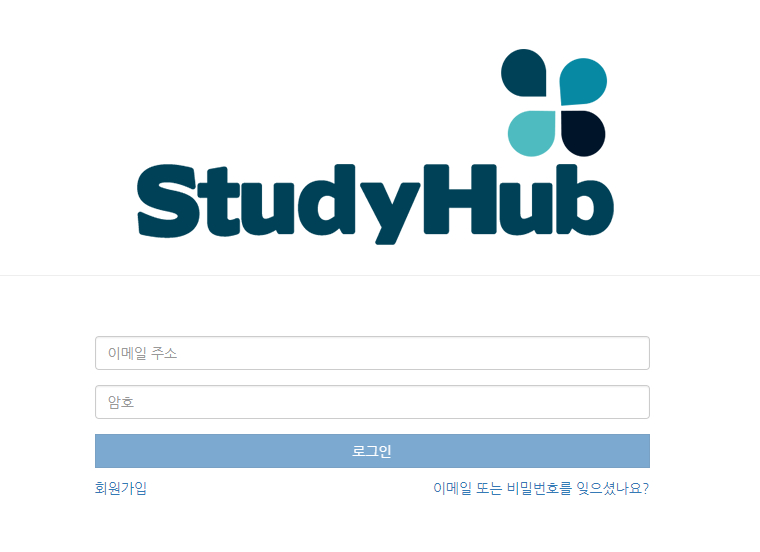 StudyHub
이메일 주소
암호
로그인
회원가입
이메일 또는 비밀번호를 잊으셨나요?